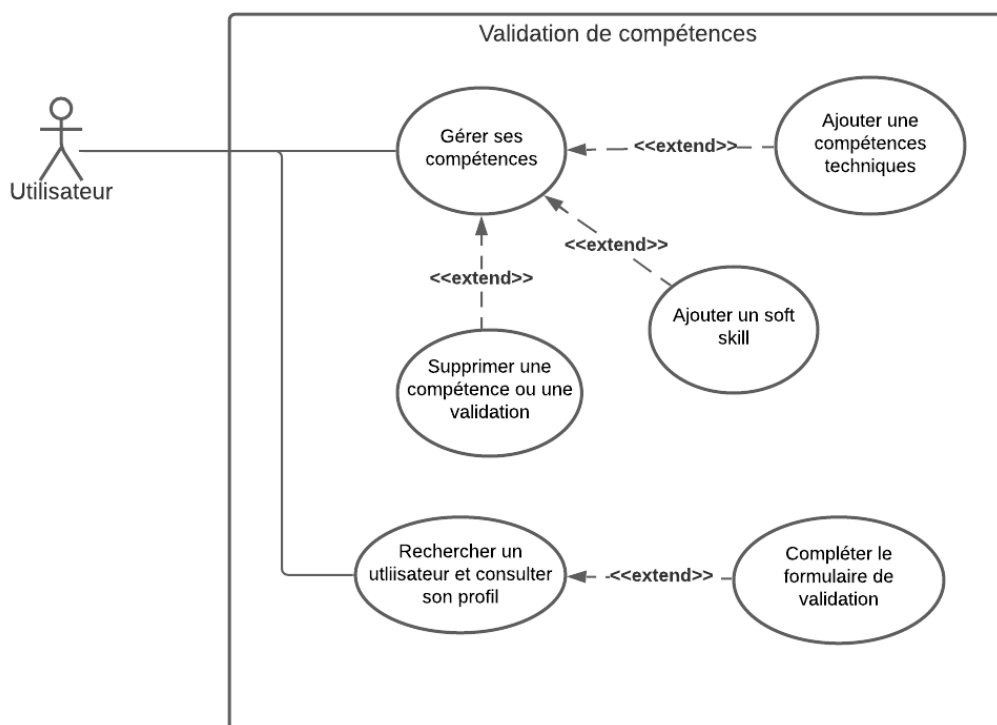 Validation de compétences
Utilisateur
Gérer ses
compétences
<<extend>>
Ajouter une
compétences
techniques
<<extend>>
Ajouter un soft
skill
<<extend>>
Supprimer une
compétence ou une
validation
Rechercher un
utliisateur et consulter
son profil
<<extend>>
Compléter le
formulaire de
validation